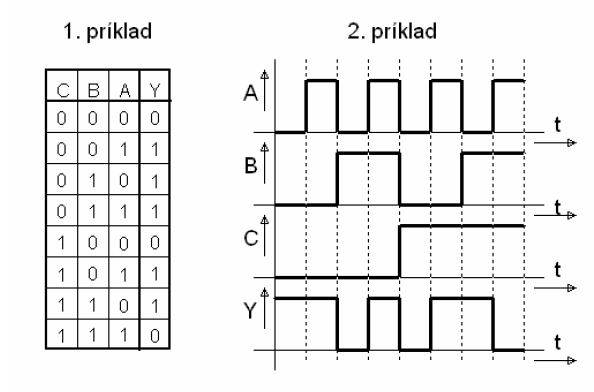 1. príklad
2. príklad
C B A Y
0 0 0 0
0 0 1 1
0 1 0 1
0 1 1 1
1 0 0 0
1 0 1 1
1 1 0 1
1 1 1 0
A
t
B
t
C
t
Y
t